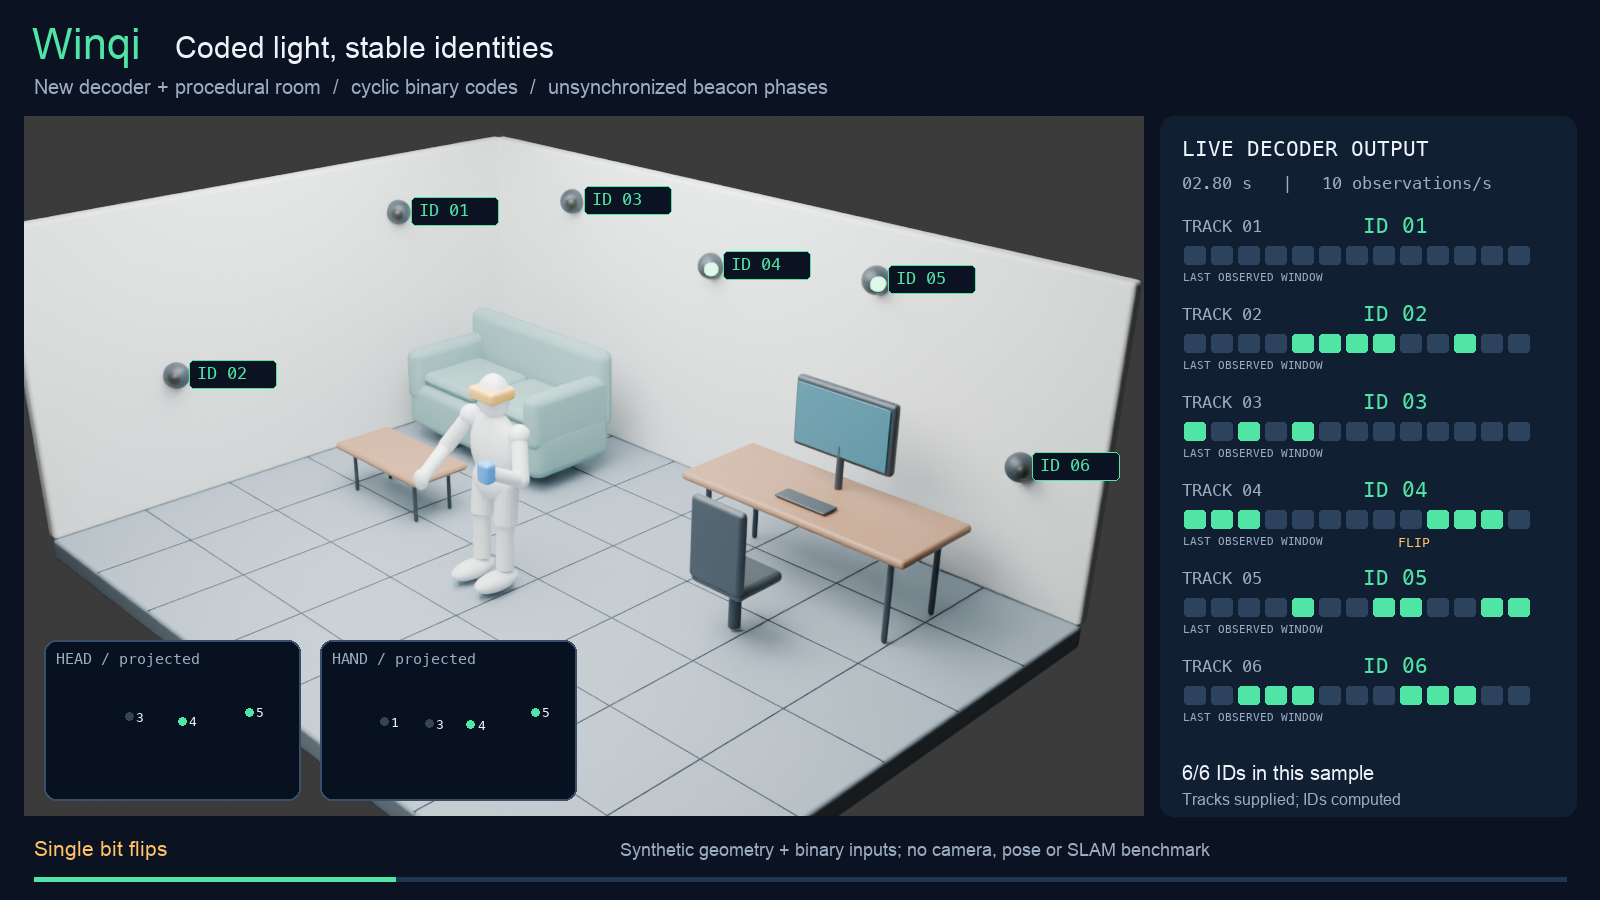 Winqi Coded light, stable identities
New decoder + procedural room / cyclic binary codes / unsynchronized beacon phases
ID 01
ID 03
ID 04
ID 05
ID 02
ID 06
HEAD / projected
3
4
5
HAND / projected
1
3
4
5
LIVE DECODER OUTPUT
02.80 s | 10 observations/s
TRACK 01 ID 01
LAST OBSERVED WINDOW
TRACK 02 ID 02
LAST OBSERVED WINDOW
TRACK 03 ID 03
LAST OBSERVED WINDOW
TRACK 04 ID 04
LAST OBSERVED WINDOW FLIP
TRACK 05 ID 05
LAST OBSERVED WINDOW
TRACK 06 ID 06
LAST OBSERVED WINDOW
6/6 IDs in this sample
Tracks supplied; IDs computed
Single bit flips
Synthetic geometry + binary inputs; no camera, pose or SLAM benchmark